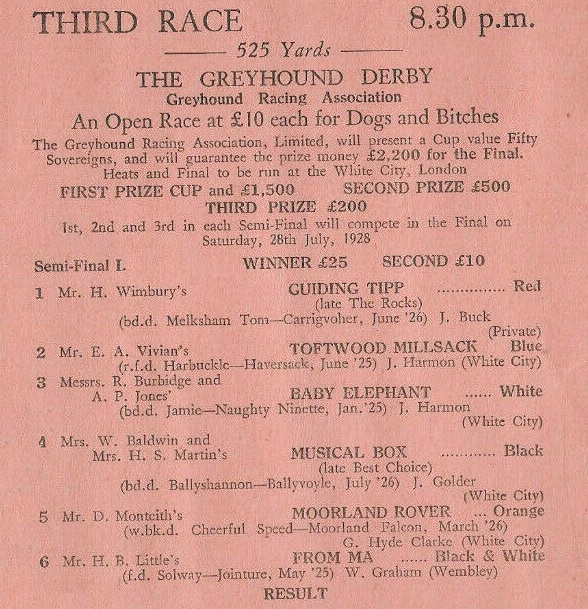 THIRD RACE 8.30 p.m.
525 Yards
THE GREYHOUND DERBY
Greyhound Racing Association
An Open Race at £10 each for Dogs and Bitches
The Greyhound Racing Association, Limited, will present a Cup value Fifty
Sovereigns, and will guarantee the prize money £2,200 for the Final.
Heats and Final to be run at the White City, London
FIRST PRIZE CUP and £1,500 SECOND PRIZE £500
THIRD PRIZE £200
1st, 2nd and 3rd in each Semi-Final will compete in the Final on
Saturday, 28th July, 1928
Semi-Final I. WINNER £25 SECOND £10
1 Mr. H. Wimbury's GUIDING TIPP ............... Red
(late The Rocks)
(bd.d. Melksham Tom—Carrigvoher, June '26) J. Buck
(Private)
2 Mr. E. A. Vivian's TOFTWOOD MILLSACK Blue
(r.f.d. Harbuckle—Haversack, June '25) J. Harmon (White City)
3 Messrs. R. Burbidge and
A. P. Jones' BABY ELEPHANT ...... White
(bd.d. Jamie—Naughty Ninette, Jan.'25) J. Harmon
(White City)
4 Mrs. W. Baldwin and
Mrs. H. S. Martin's MUSICAL BOX ............ Black
(late Best Choice)
(bd.d. Ballyshannon—Ballyvoyle, July '26) J. Golder
(White City)
5 Mr. D. Monteith's MOORLAND ROVER ... Orange
(w.bk.d. Cheerful Speed—Moorland Falcon, March '26)
G. Hyde Clarke (White City)
6 Mr. H. B. Little's FROM MA ...... Black & White
(f.d. Solway—Jointure, May '25) W. Graham (Wembley)
RESULT